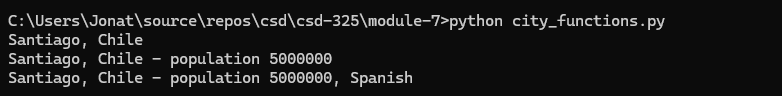 C:\Users\Jonat\source\repos\csd\csd-325\module-7>python city_functions.py
Santiago, Chile
Santiago, Chile - population 5000000
Santiago, Chile - population 5000000, Spanish